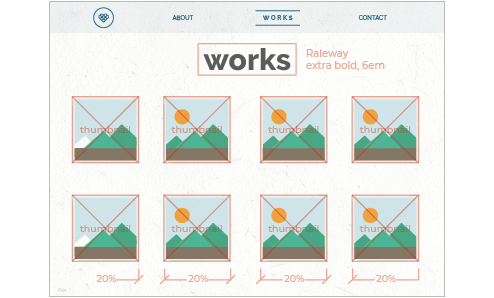 ABOUT
WORKS
CONTACT
works
Raleway
extra bold, 6em
thumbnail thumbnail thumbnail thumbnail
thumbnail thumbnail thumbnail thumbnail
20% 20% 20% 20%